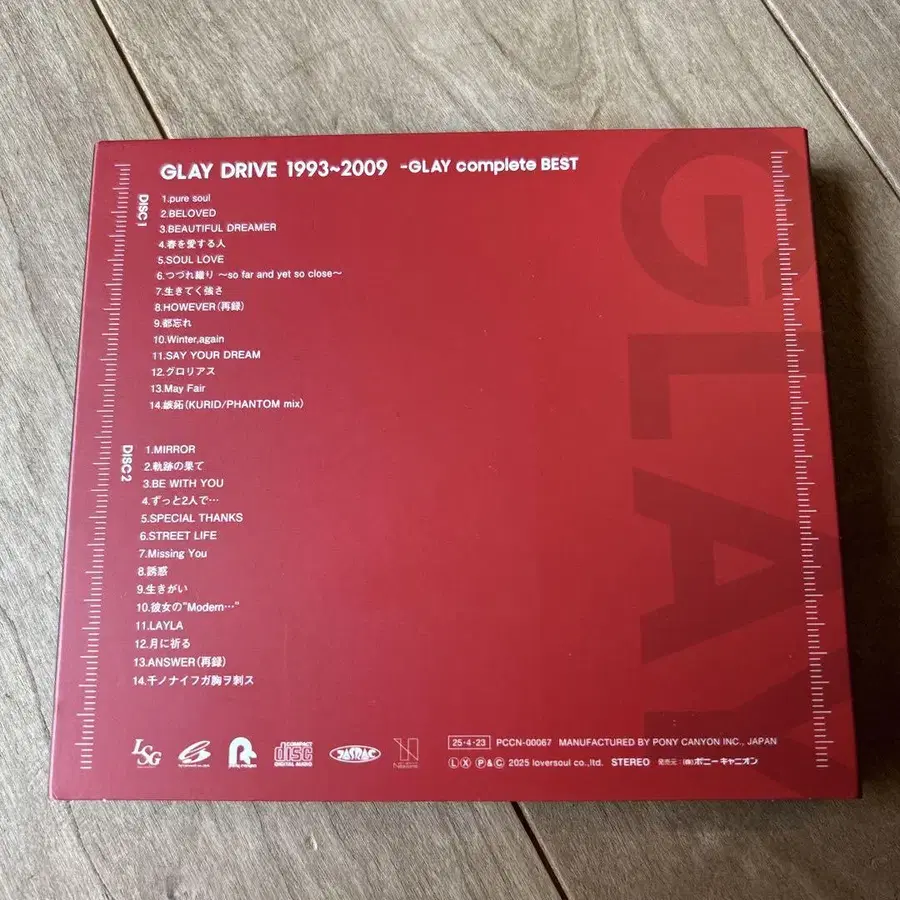 GLAY DRIVE 1993~2009 -GLAY complete BEST
DISC 1
1.pure soul
2.BELOVED
3.BEAUTIFUL DREAMER
4.春を愛する人
5.SOUL LOVE
6.つづれ織り ~so far and yet so close~
7.生きてく強さ
8.HOWEVER(再録)
9.都忘れ
10.Winter,again
11.SAY YOUR DREAM
12.グロリアス
13.May Fair
14.嫉妬(KURID/PHANTOM mix)
DISC 2
1.MIRROR
2.軌跡の果て
3.BE WITH YOU
4.ずっと2人で…
5.SPECIAL THANKS
6.STREET LIFE
7.Missing You
8.誘惑
9.生きがい
10.彼女の"Modern…"
11.LAYLA
12.月に祈る
13.ANSWER(再録)
14.千ノナイフガ胸ヲ刺ス
GLAY
LSG
COMPACT disc DIGITAL AUDIO
JASRAC
25・4・23 PCCN-00067 MANUFACTURED BY PONY CANYON INC., JAPAN
L X P&C 2025 loversoul co.,ltd. STEREO 発売元:(株)ポニーキャニオン